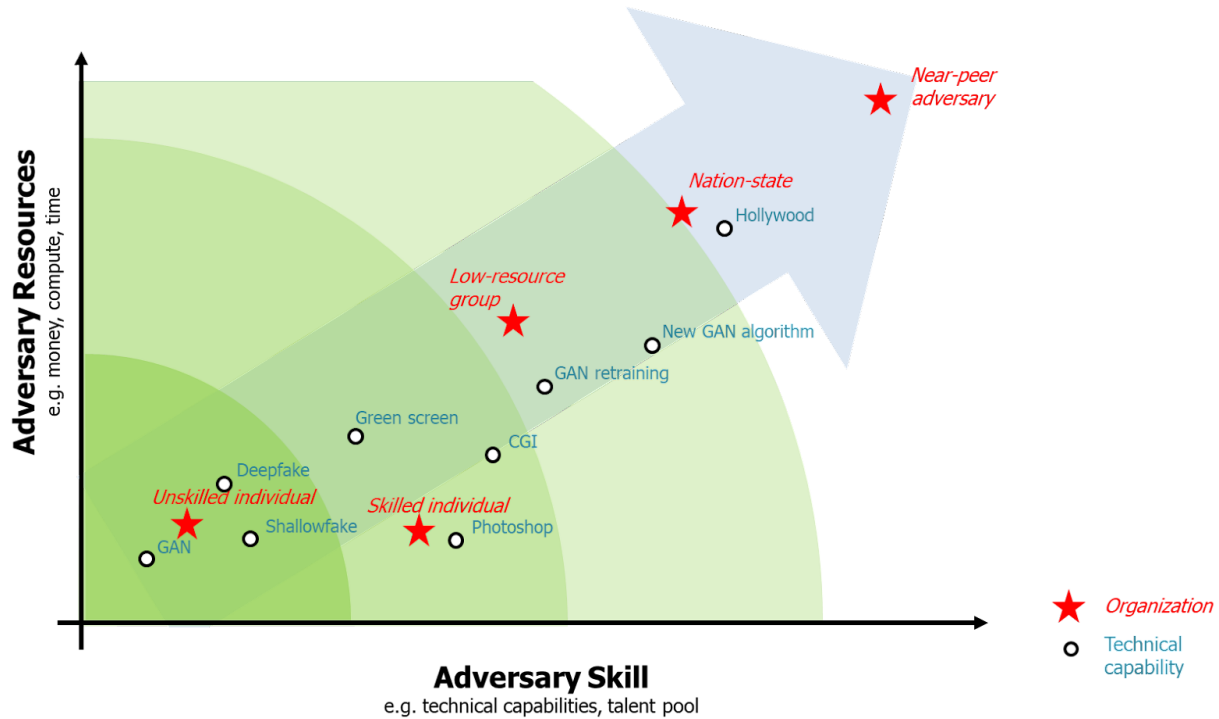 Near-peer
adversary
Nation-state
Hollywood
Low-resource
group
New GAN algorithm
GAN retraining
Green screen
CGI
Deepfake
Unskilled individual
Skilled individual
Shallowfake
Photoshop
GAN
Adversary Resources
e.g. money, compute, time
Adversary Skill
e.g. technical capabilities, talent pool
Organization
Technical
capability